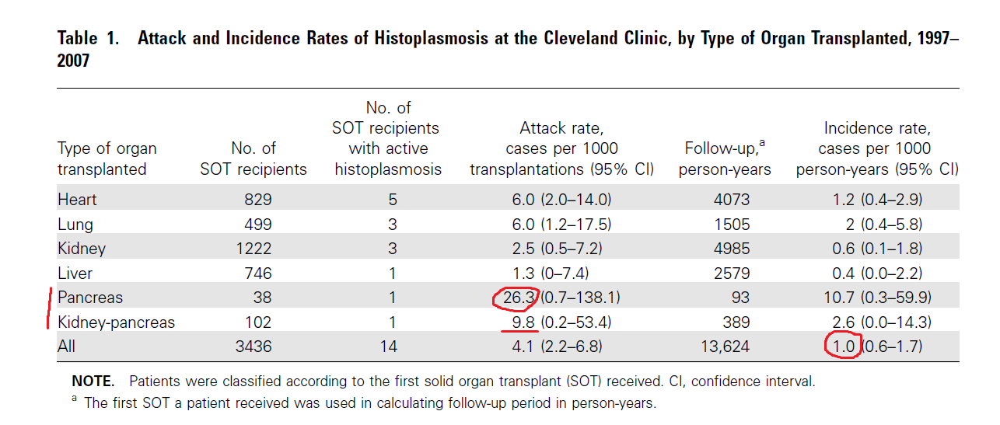 Table 1. Attack and Incidence Rates of Histoplasmosis at the Cleveland Clinic, by Type of Organ Transplanted, 1997–
2007
Type of organ transplanted | No. of SOT recipients | No. of SOT recipients with active histoplasmosis | Attack rate, cases per 1000 transplantations (95% CI) | Follow-up,a person-years | Incidence rate, cases per 1000 person-years (95% CI)
Heart 829 5 6.0 (2.0–14.0) 4073 1.2 (0.4–2.9)
Lung 499 3 6.0 (1.2–17.5) 1505 2 (0.4–5.8)
Kidney 1222 3 2.5 (0.5–7.2) 4985 0.6 (0.1–1.8)
Liver 746 1 1.3 (0–7.4) 2579 0.4 (0.0–2.2)
Pancreas 38 1 26.3 (0.7–138.1) 93 10.7 (0.3–59.9)
Kidney-pancreas 102 1 9.8 (0.2–53.4) 389 2.6 (0.0–14.3)
All 3436 14 4.1 (2.2–6.8) 13,624 1.0 (0.6–1.7)
NOTE. Patients were classified according to the first solid organ transplant (SOT) received. CI, confidence interval.
a The first SOT a patient received was used in calculating follow-up period in person-years.